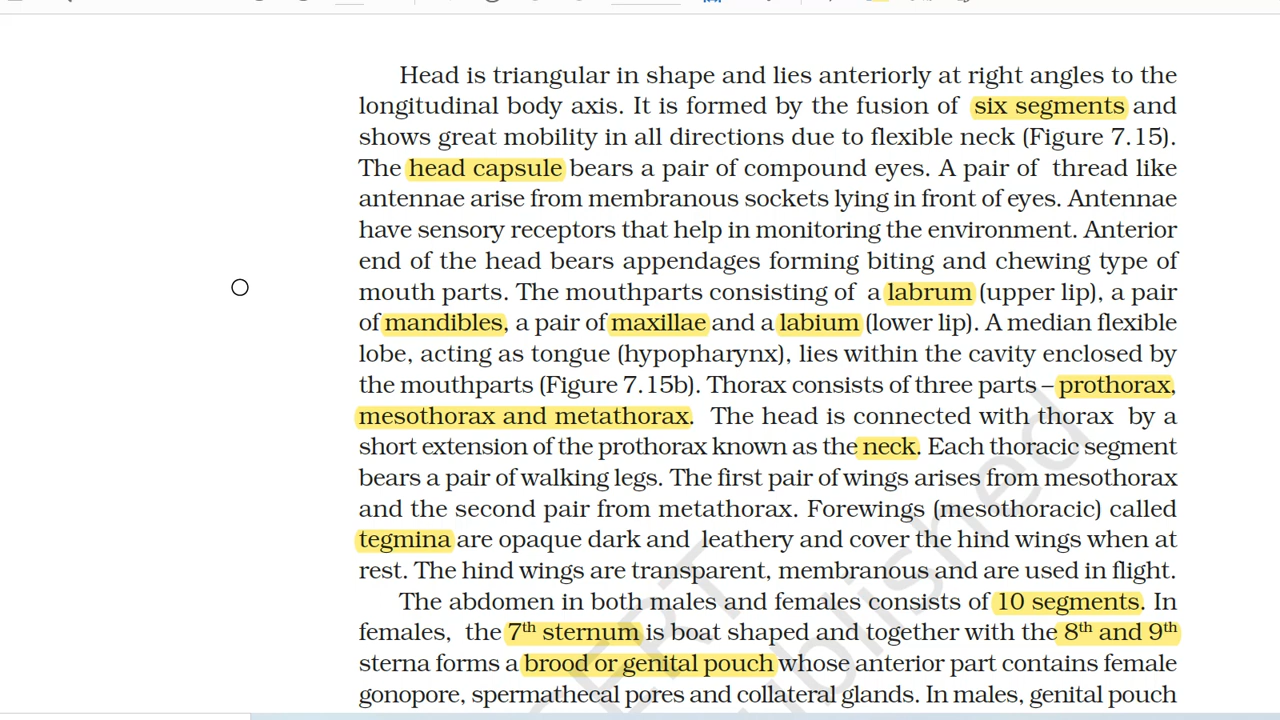 Head is triangular in shape and lies anteriorly at right angles to the
longitudinal body axis. It is formed by the fusion of six segments and
shows great mobility in all directions due to flexible neck (Figure 7.15).
The head capsule bears a pair of compound eyes. A pair of thread like
antennae arise from membranous sockets lying in front of eyes. Antennae
have sensory receptors that help in monitoring the environment. Anterior
end of the head bears appendages forming biting and chewing type of
mouth parts. The mouthparts consisting of a labrum (upper lip), a pair
of mandibles, a pair of maxillae and a labium (lower lip). A median flexible
lobe, acting as tongue (hypopharynx), lies within the cavity enclosed by
the mouthparts (Figure 7.15b). Thorax consists of three parts – prothorax,
mesothorax and metathorax. The head is connected with thorax by a
short extension of the prothorax known as the neck. Each thoracic segment
bears a pair of walking legs. The first pair of wings arises from mesothorax
and the second pair from metathorax. Forewings (mesothoracic) called
tegmina are opaque dark and leathery and cover the hind wings when at
rest. The hind wings are transparent, membranous and are used in flight.
The abdomen in both males and females consists of 10 segments. In
females, the 7th sternum is boat shaped and together with the 8th and 9th
sterna forms a brood or genital pouch whose anterior part contains female
gonopore, spermathecal pores and collateral glands. In males, genital pouch